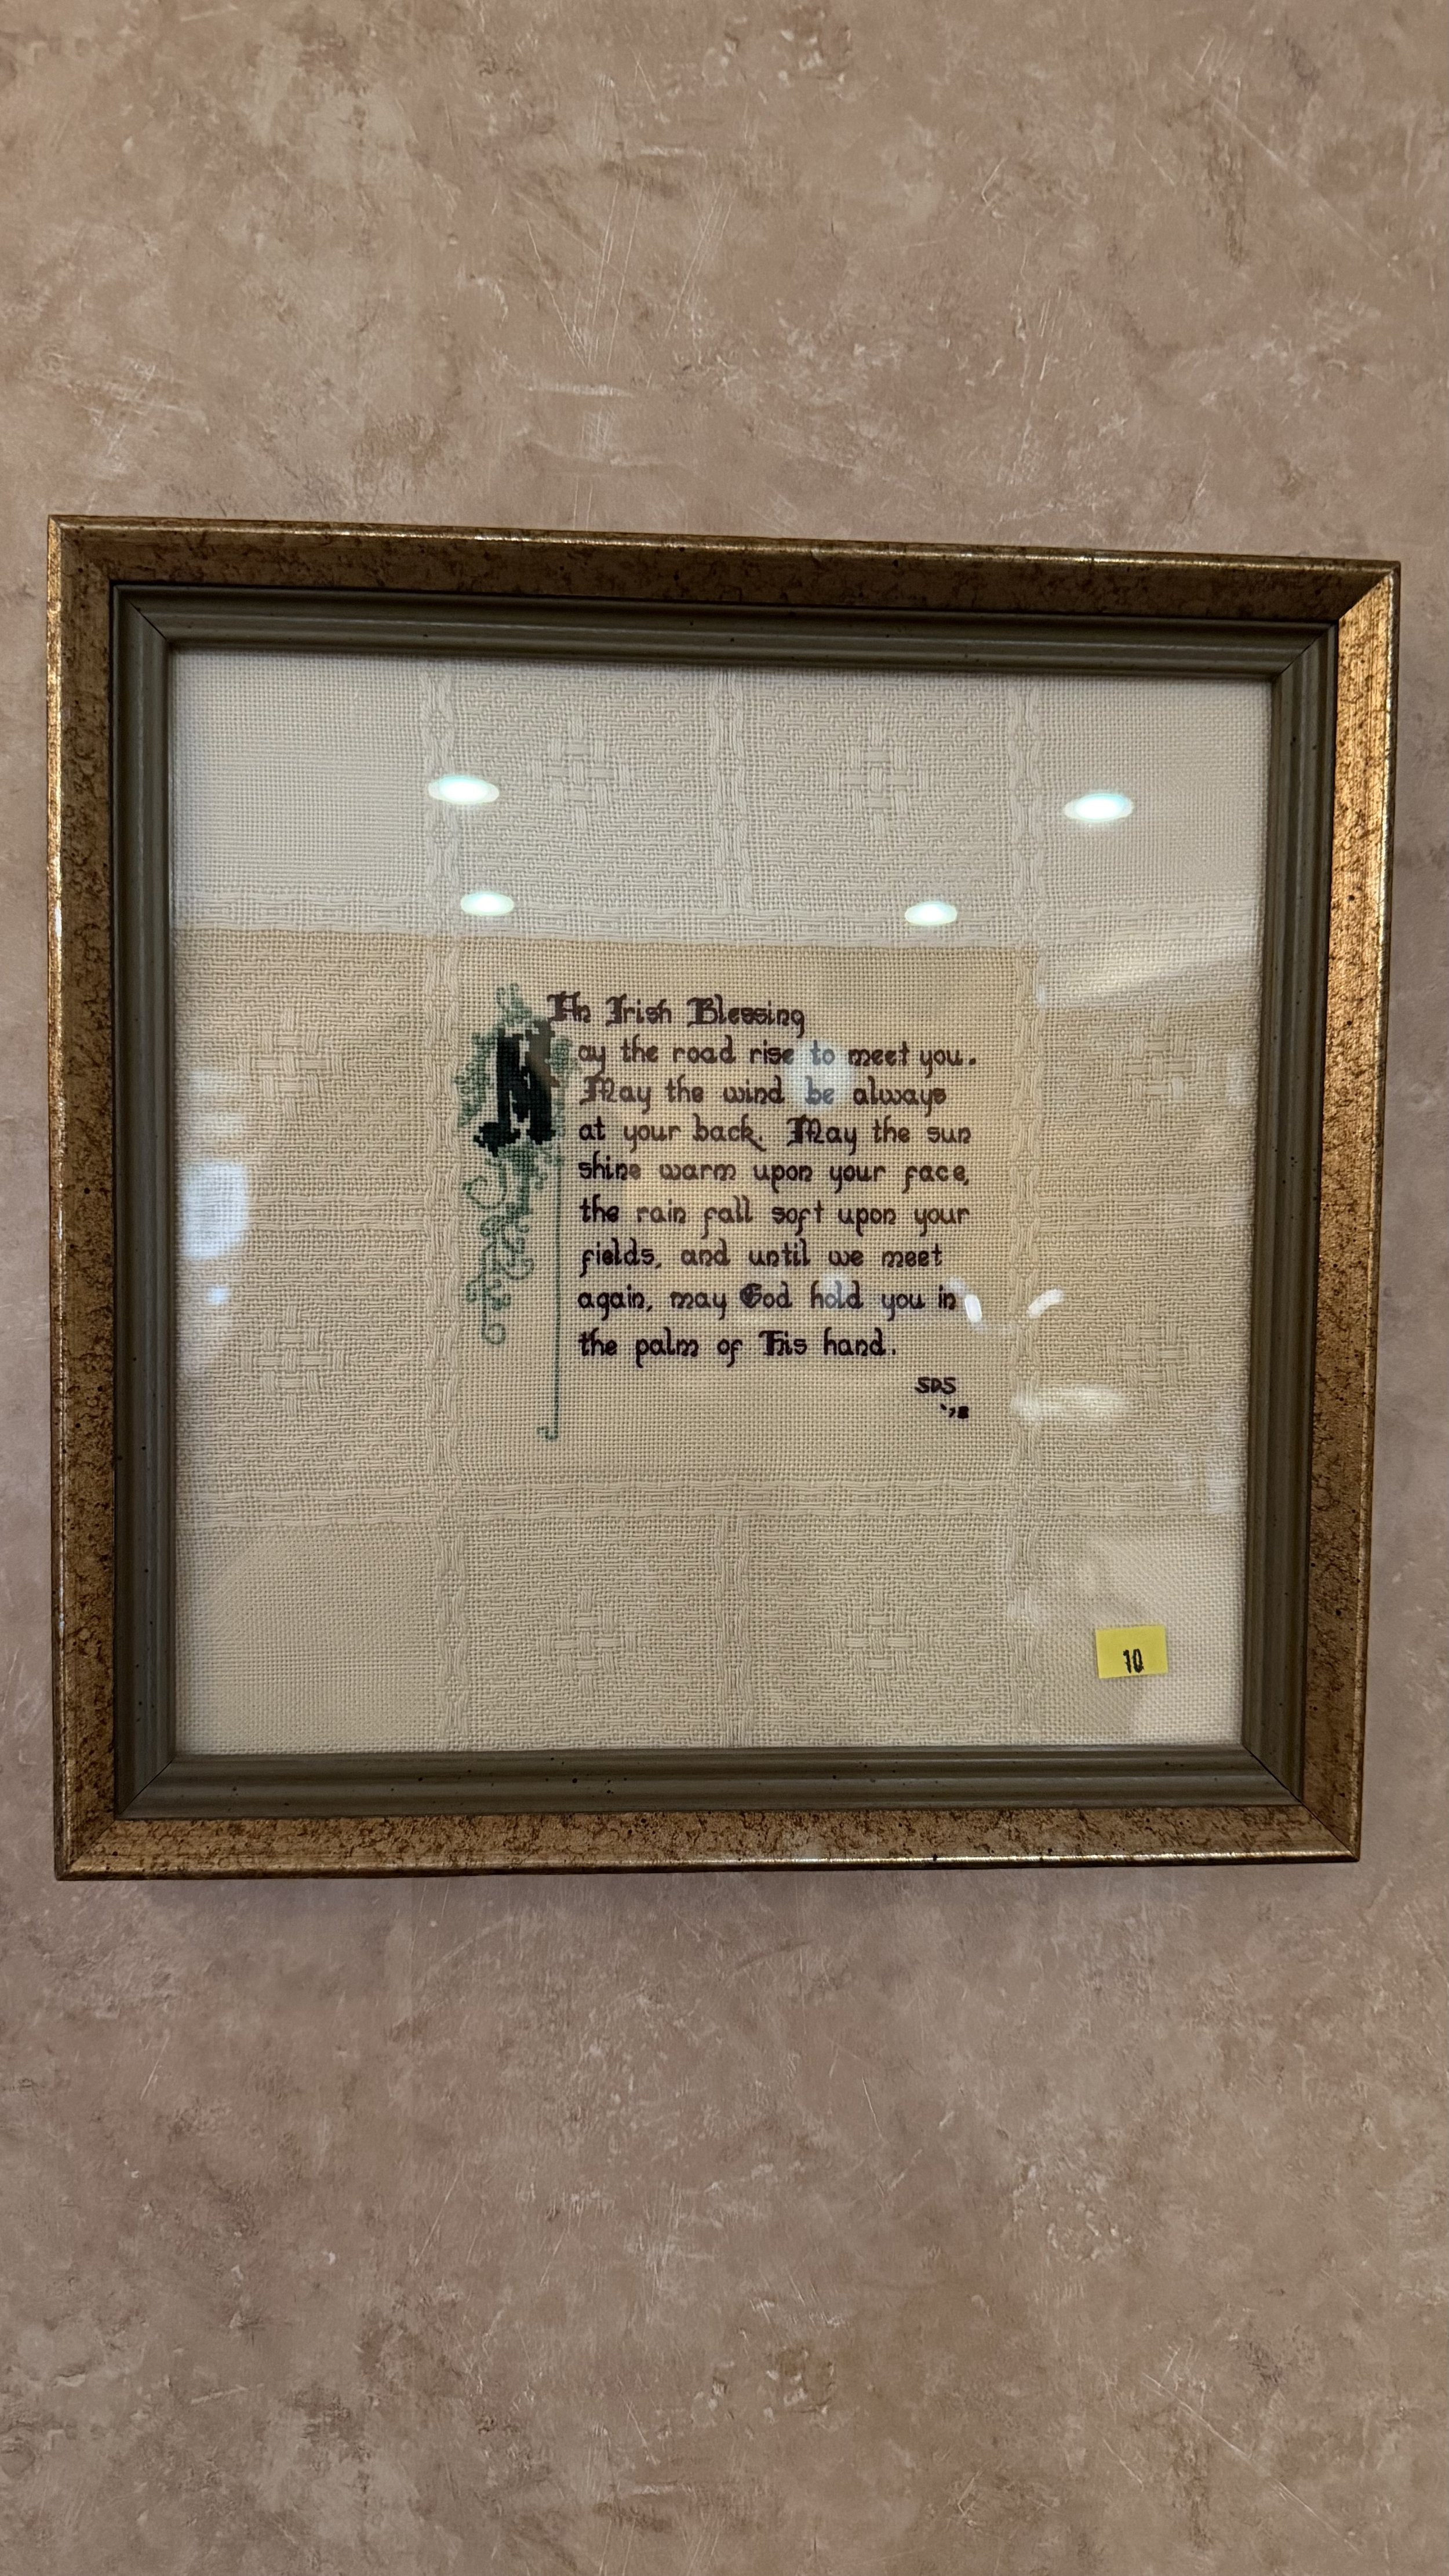 An Irish Blessing
May the road rise to meet you.
May the wind be always
at your back. May the sun
shine warm upon your face,
the rain fall soft upon your
fields, and until we meet
again, may God hold you in
the palm of His hand.
SDS
'78
10